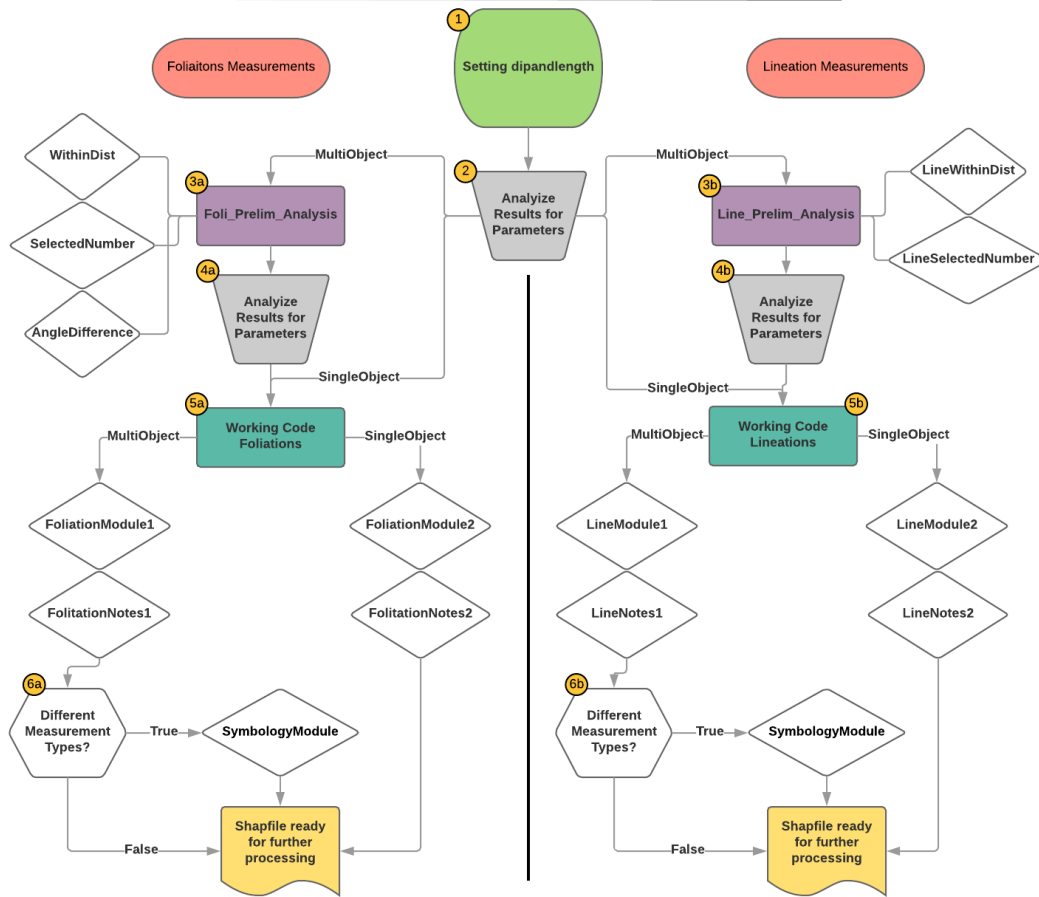 1
Setting dipandlength
Foliaitons Measurements
Lineation Measurements
MultiObject
MultiObject
2
Analyize
Results for
Parameters
WithinDist
SelectedNumber
AngleDifference
3a
Foli_Prelim_Analysis
3b
Line_Prelim_Analysis
LineWithinDist
LineSelectedNumber
4a
Analyize
Results for
Parameters
4b
Analyize
Results for
Parameters
SingleObject
SingleObject
5a
Working Code
Foliations
5b
Working Code
Lineations
MultiObject
SingleObject
MultiObject
SingleObject
FoliationModule1
FoliationModule2
LineModule1
LineModule2
FolitationNotes1
FolitationNotes2
LineNotes1
LineNotes2
6a
Different
Measurement
Types?
True
SymbologyModule
6b
Different
Measurement
Types?
True
SymbologyModule
False
Shapfile ready
for further
processing
False
Shapfile ready
for further
processing